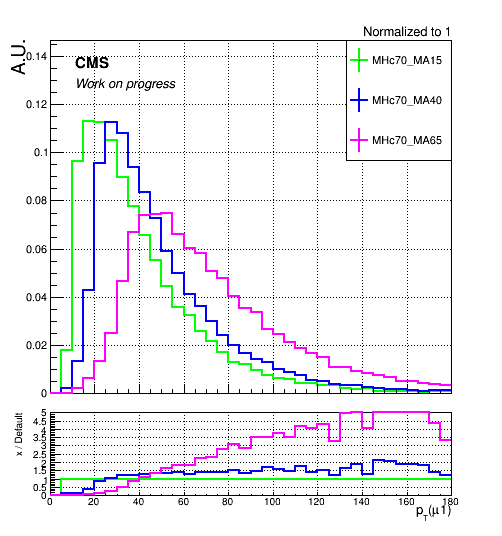 Normalized to 1
A.U.
CMS
Work on progress
MHc70_MA15
MHc70_MA40
MHc70_MA65
0.14
0.12
0.1
0.08
0.06
0.04
0.02
0
x / Default
5
4.5
4
3.5
3
2.5
2
1.5
1
0.5
0
0 20 40 60 80 100 120 140 160 180
p_T(μ1)